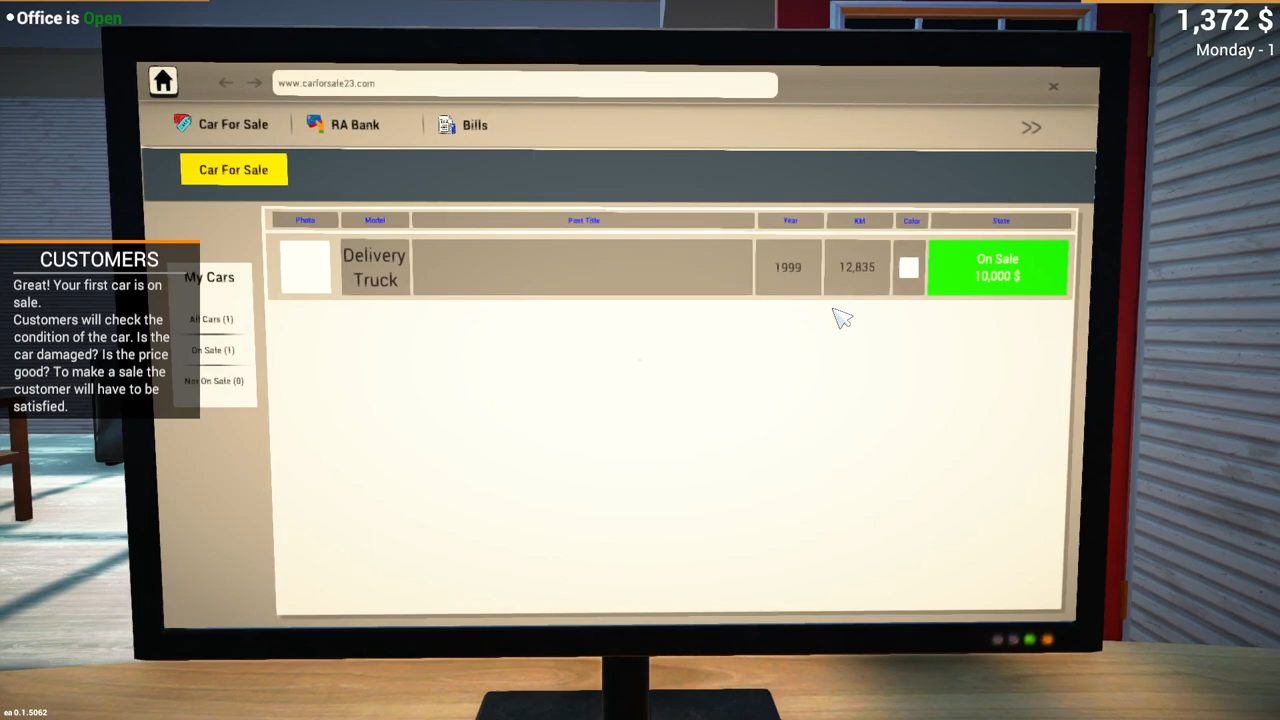 Office is Open
1,372 $
Monday - 1
www.carforsale23.com
Car For Sale
RA Bank
Bills
Car For Sale
Photo
Model
Post Title
Year
KM
Color
State
Delivery
Truck
1999
12,835
On Sale
10,000 $
CUSTOMERS
Great! Your first car is on
sale.
Customers will check the
condition of the car. Is the
car damaged? Is the price
good? To make a sale the
customer will have to be
satisfied.
My Cars
All Cars (1)
On Sale (1)
Not On Sale (0)
ea 0.1.5062